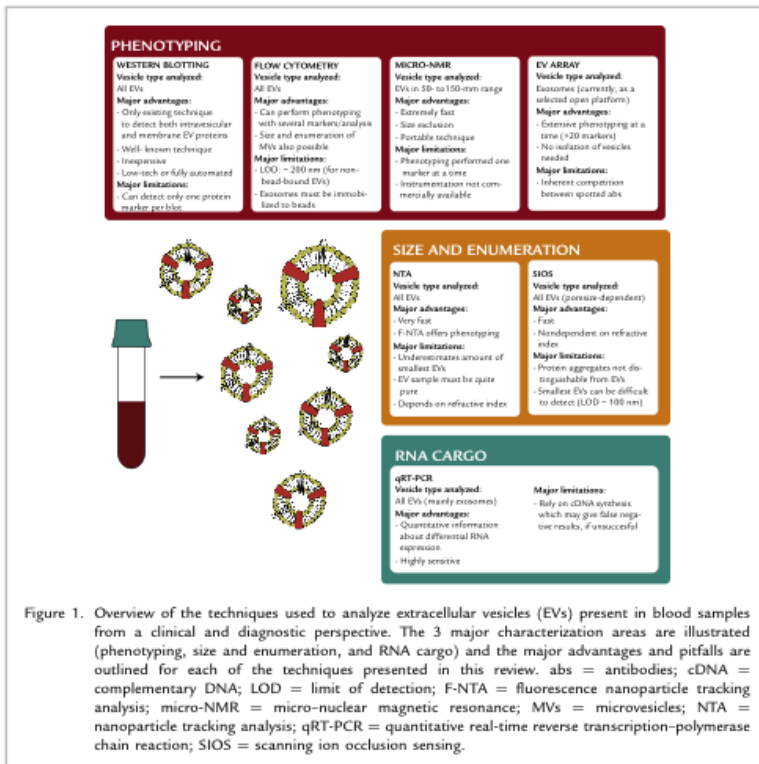 PHENOTYPING
WESTERN BLOTTING
Vesicle type analyzed:
All EVs
Major advantages:
- Only existing technique
to detect both intravesicular
and membrane EV proteins
- Well- known technique
- Inexpensive
- Low-tech or fully automated
Major limitations:
- Can detect only one protein
marker per blot
FLOW CYTOMETRY
Vesicle type analyzed:
All EVs
Major advantages:
- Can perform phenotyping
with several markers/analysis
- Size and enumeration of
MVs also possible
Major limitations:
- LOD: ~ 200 nm (for non-
bead-bound EVs)
- Exosomes must be immobi-
lized to beads
MICRO-NMR
Vesicle type analyzed:
EVs in 50- to 150-mm range
Major advantages:
- Extremely fast
- Size exclusion
- Portable technique
Major limitations:
- Phenotyping performed one
marker at a time
- Instrumentation not com-
mercially available
EV ARRAY
Vesicle type analyzed:
Exosomes (currently, as a
selected open platform)
Major advantages:
- Extensive phenotyping at a
time (>20 markers)
- No isolation of vesicles
needed
Major limitations:
- Inherent competition
between spotted abs
SIZE AND ENUMERATION
NTA
Vesicle type analyzed:
All EVs
Major advantages:
- Very fast
- F-NTA offers phenotyping
Major limitations:
- Underestimates amount of
smallest EVs
- EV sample must be quite
pure
- Depends on refractive index
SIOS
Vesicle type analyzed:
All EVs (poresize-dependent)
Major advantages:
- Fast
- Nondependent on refractive
index
Major limitations:
- Protein aggregates not dis-
tinguishable from EVs
- Smallest EVs can be difficult
to detect (LOD ~ 100 nm)
RNA CARGO
qRT-PCR
Vesicle type analyzed:
All EVs (mainly exosomes)
Major advantages:
- Quantitative information
about differential RNA
expression
- Highly sensitive
Major limitations:
- Rely on cDNA synthesis
which may give false nega-
tive results, if unsuccesful
Figure 1. Overview of the techniques used to analyze extracellular vesicles (EVs) present in blood samples
from a clinical and diagnostic perspective. The 3 major characterization areas are illustrated
(phenotyping, size and enumeration, and RNA cargo) and the major advantages and pitfalls are
outlined for each of the techniques presented in this review. abs = antibodies; cDNA =
complementary DNA; LOD = limit of detection; F-NTA = fluorescence nanoparticle tracking
analysis; micro-NMR = micro–nuclear magnetic resonance; MVs = microvesicles; NTA =
nanoparticle tracking analysis; qRT-PCR = quantitative real-time reverse transcription–polymerase
chain reaction; SIOS = scanning ion occlusion sensing.